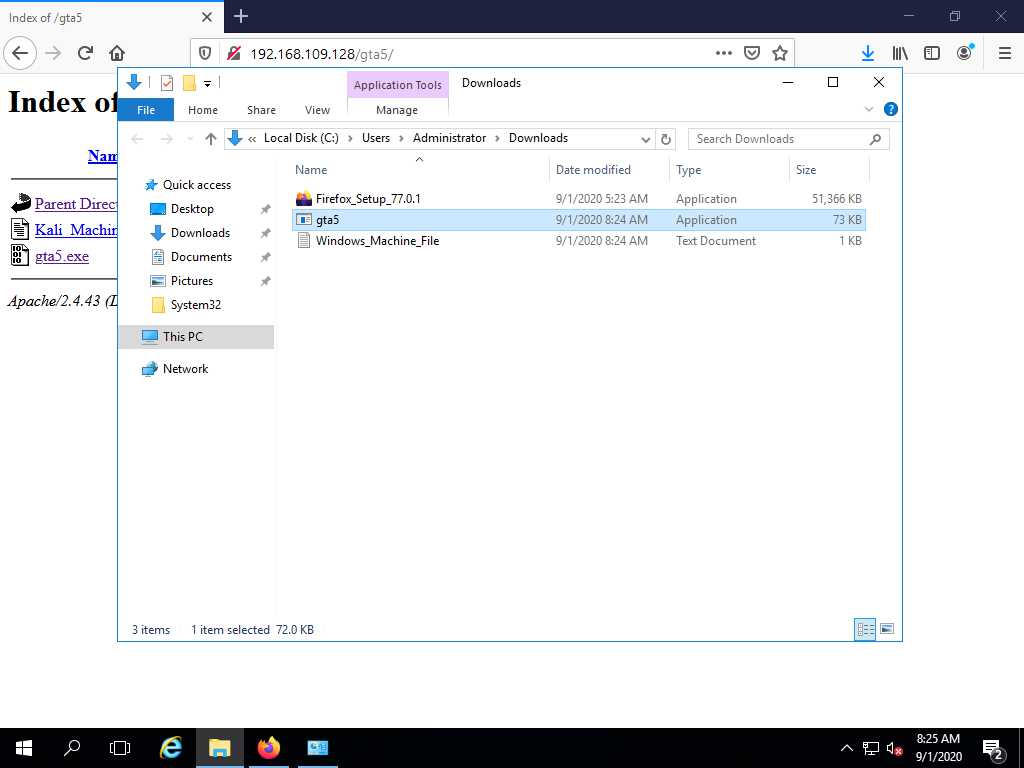 Index of /gta5
192.168.109.128/gta5/
Application Tools
Downloads
File
Home
Share
View
Manage
« Local Disk (C:) › Users › Administrator › Downloads
Search Downloads
Index of
Nam
Parent Direc
Kali_Machin
gta5.exe
Apache/2.4.43 (D
Quick access
Desktop
Downloads
Documents
Pictures
System32
This PC
Network
Name Date modified Type Size
Firefox_Setup_77.0.1 9/1/2020 5:23 AM Application 51,366 KB
gta5 9/1/2020 8:24 AM Application 73 KB
Windows_Machine_File 9/1/2020 8:24 AM Text Document 1 KB
3 items 1 item selected 72.0 KB
8:25 AM
9/1/2020
2